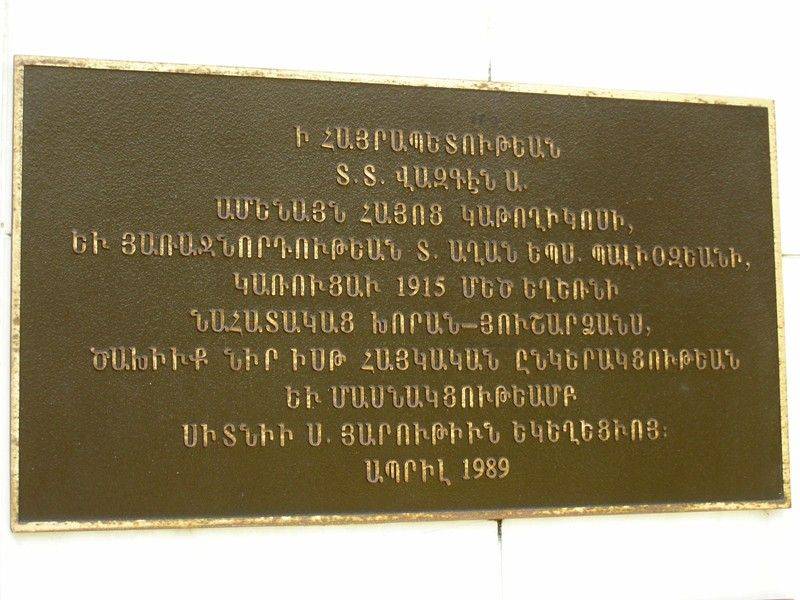 Ի ՀԱՅՐԱՊԵՏՈՒԹԵԱՆ
Տ.Տ. ՎԱԶԳԷՆ Ա.
ԱՄԵՆԱՅՆ ՀԱՅՈՑ ԿԱԹՈՂԻԿՈՍԻ,
ԵՒ ՅԱՌԱՋՆՈՐԴՈՒԹԵԱՆ Տ. ԱՂԱՆ ԵՊՍ. ՊԱԼԻՕԶԵԱՆԻ,
ԿԱՌՈՒՑԱՒ 1915 ՄԵԾ ԵՂԵՌՆԻ
ՆԱՀԱՏԱԿԱՑ ԽՈՐԱՆ–ՅՈՒՇԱՐՁԱՆՍ,
ԾԱԽԻՒՔ ՆԻՐ ԻՍԹ ՀԱՅԿԱԿԱՆ ԸՆԿԵՐԱԿՑՈՒԹԵԱՆ
ԵՒ ՄԱՍՆԱԿՑՈՒԹԵԱՄԲ
ՍԻՏՆԻԻ Ս. ՅԱՐՈՒԹԻՒՆ ԵԿԵՂԵՑՒՈՅ:
ԱՊՐԻԼ 1989